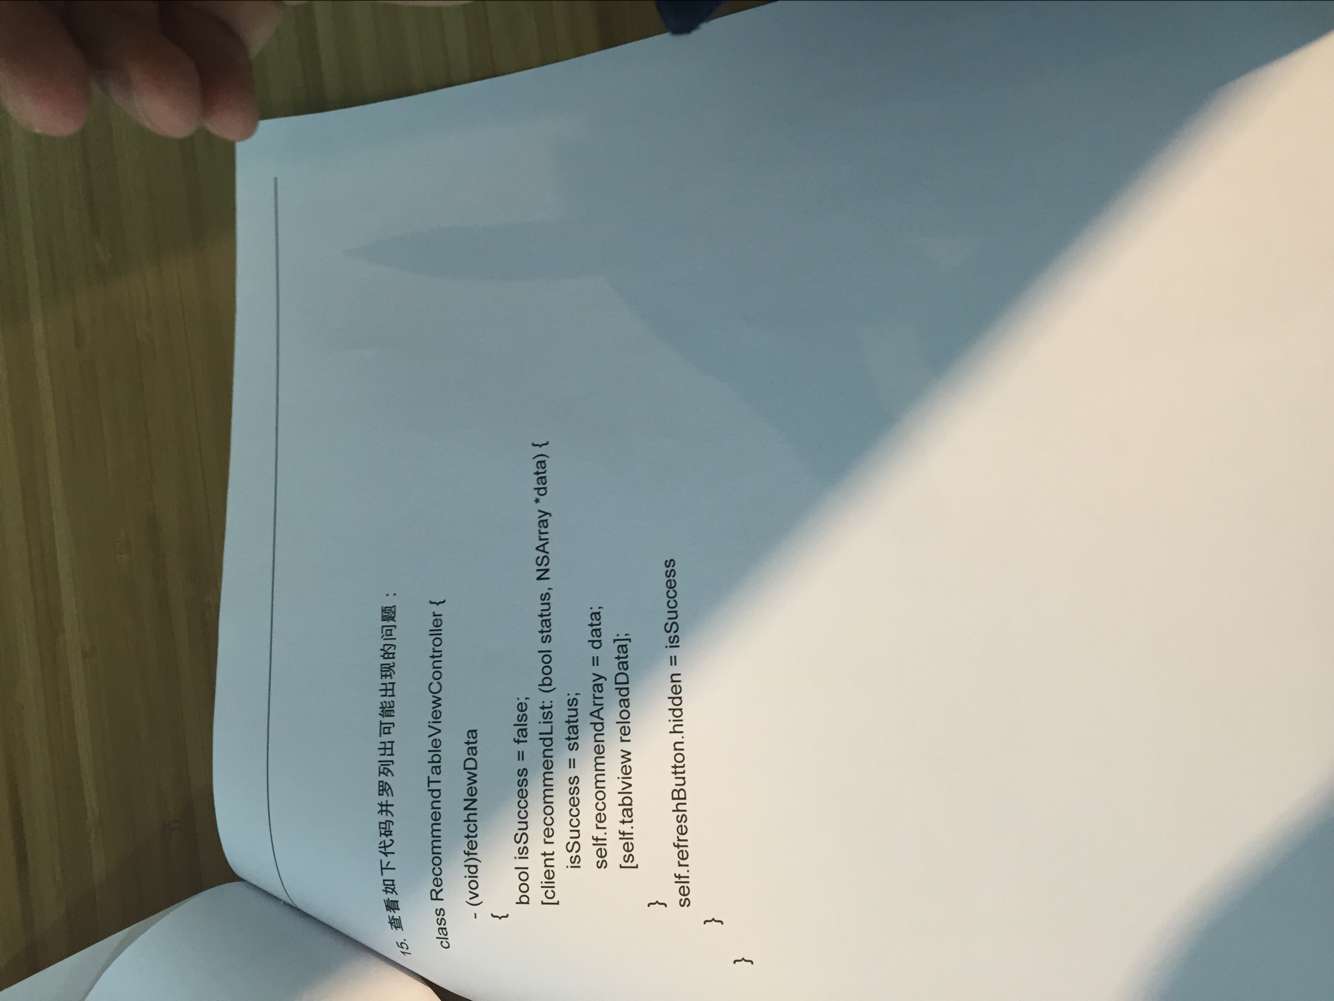 15. 查看如下代码并罗列出可能出现的问题：
class RecommendTableViewController {
- (void)fetchNewData
{
bool isSuccess = false;
[client recommendList: (bool status, NSArray *data) {
isSuccess = status;
self.recommendArray = data;
[self.tablview reloadData];
}
self.refreshButton.hidden = isSuccess
}
}